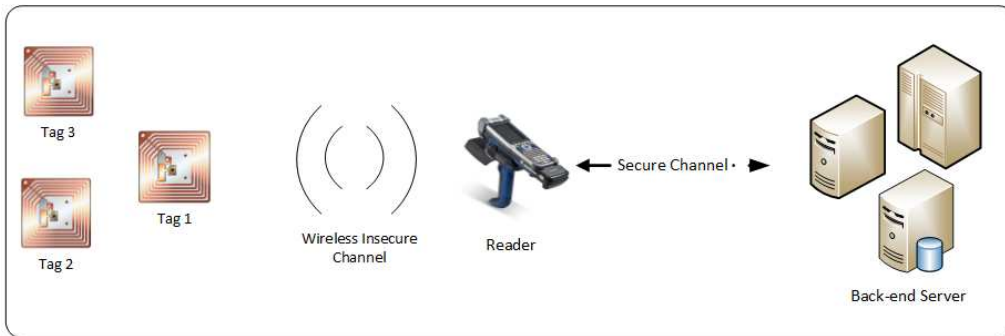 Tag 3
Tag 1
Tag 2
Wireless Insecure
Channel
Reader
Secure Channel
Back-end Server